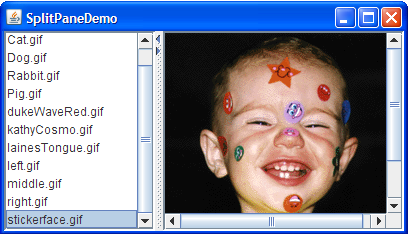 SplitPaneDemo
Cat.gif
Dog.gif
Rabbit.gif
Pig.gif
dukeWaveRed.gif
kathyCosmo.gif
lainesTongue.gif
left.gif
middle.gif
right.gif
stickerface.gif